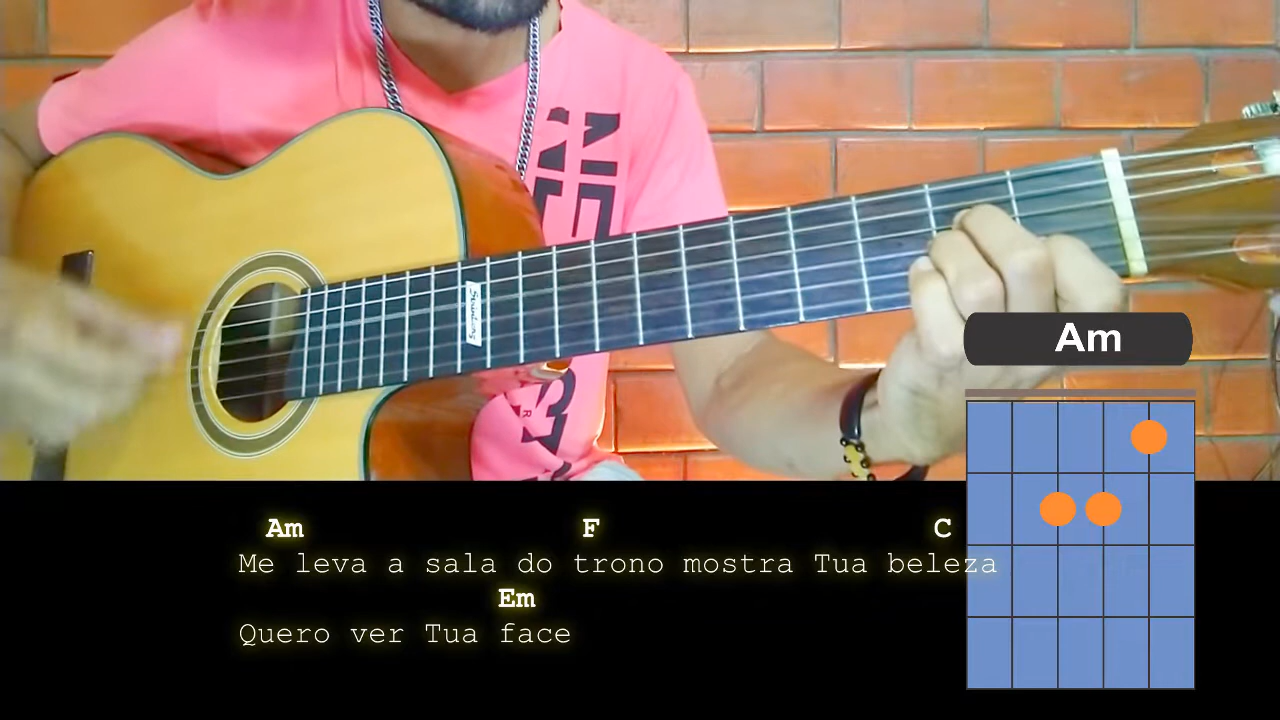 Am
Am F C
Me leva a sala do trono mostra Tua beleza
Em
Quero ver Tua face